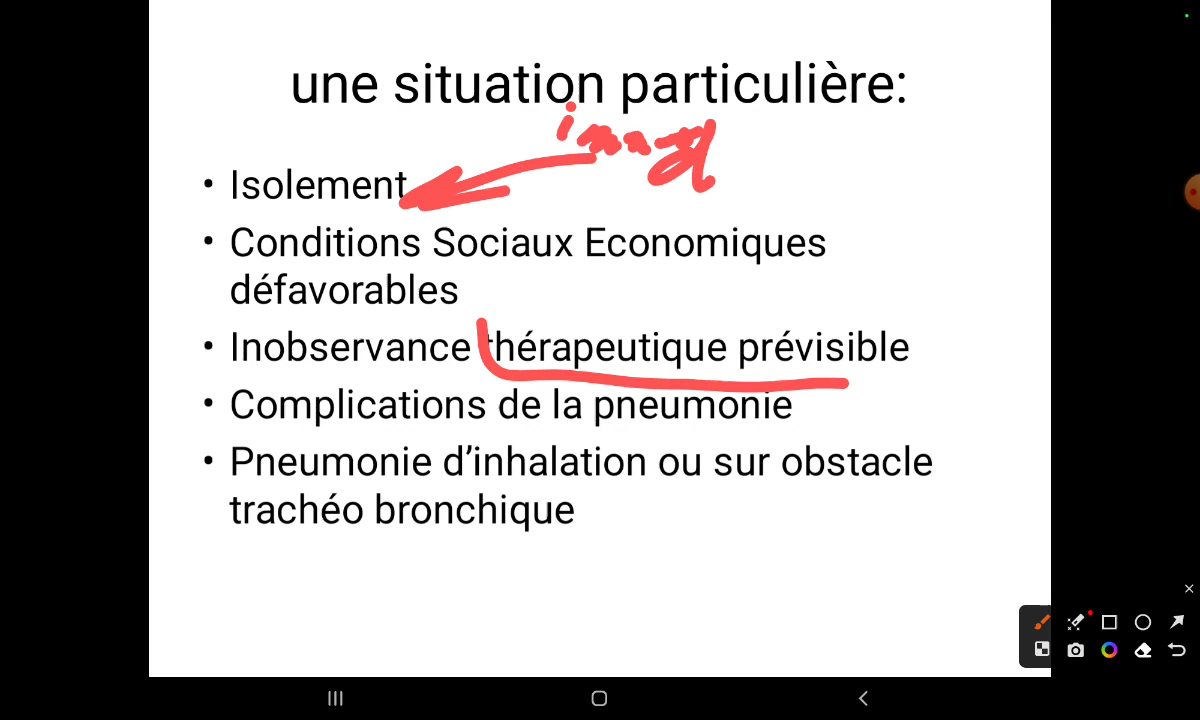 une situation particulière:
• Isolement
• Conditions Sociaux Economiques
défavorables
• Inobservance thérapeutique prévisible
• Complications de la pneumonie
• Pneumonie d’inhalation ou sur obstacle
trachéo bronchique